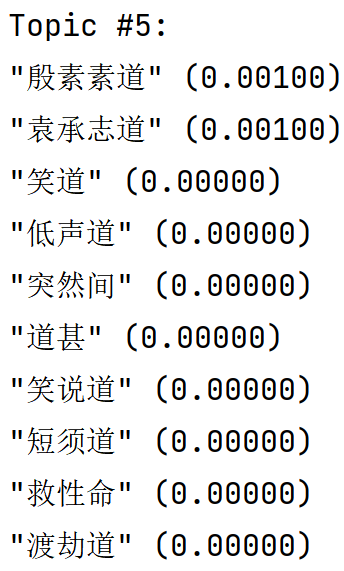 Topic #5:
"殷素素道" (0.00100)
"袁承志道" (0.00100)
"笑道" (0.00000)
"低声道" (0.00000)
"突然间" (0.00000)
"道甚" (0.00000)
"笑说道" (0.00000)
"短须道" (0.00000)
"救性命" (0.00000)
"渡劫道" (0.00000)